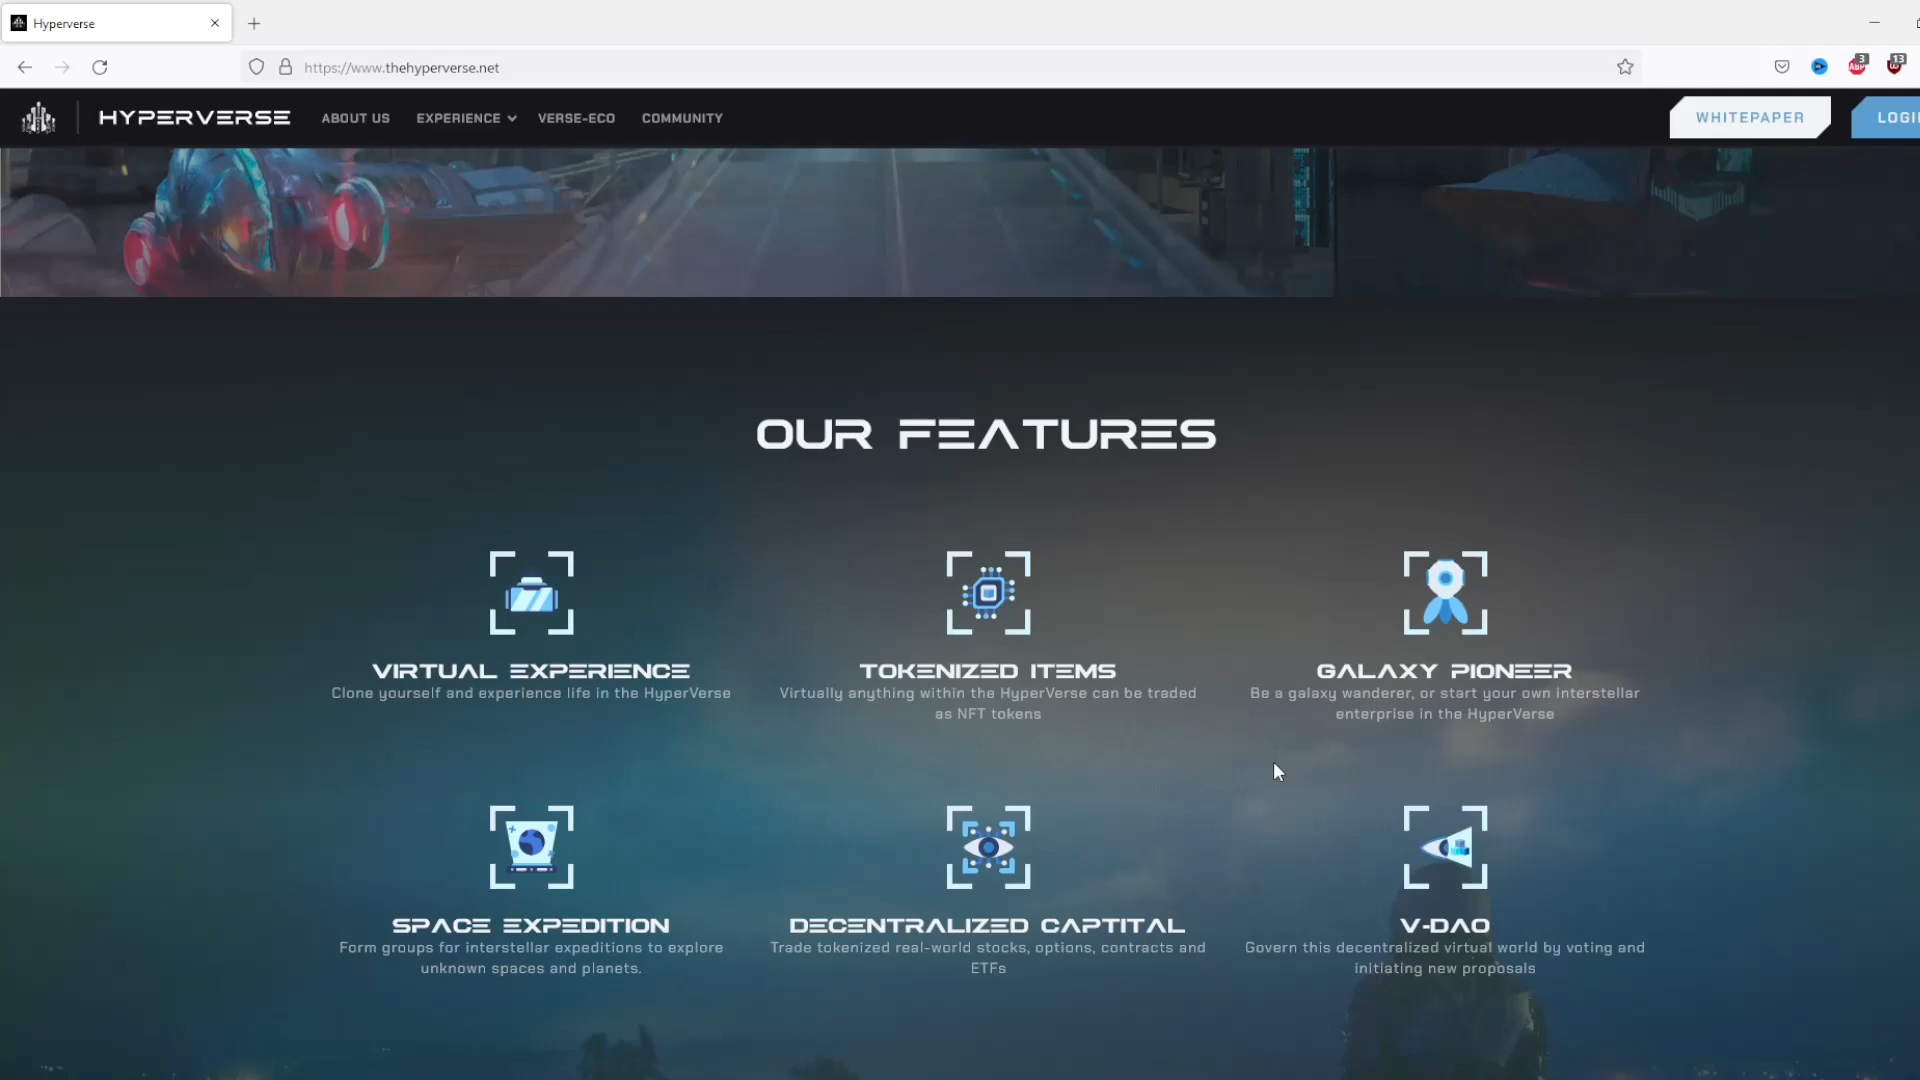 Hyperverse
https://www.thehyperverse.net
3
13
HYPERVERSE
ABOUT US
EXPERIENCE
VERSE-ECO
COMMUNITY
WHITEPAPER
LOGI
OUR FEATURES
VIRTUAL EXPERIENCE
Clone yourself and experience life in the HyperVerse
TOKENIZED ITEMS
Virtually anything within the HyperVerse can be traded
as NFT tokens
GALAXY PIONEER
Be a galaxy wanderer, or start your own interstellar
enterprise in the HyperVerse
SPACE EXPEDITION
Form groups for interstellar expeditions to explore
unknown spaces and planets.
DECENTRALIZED CAPTITAL
Trade tokenized real-world stocks, options, contracts and
ETFs
V-DAO
Govern this decentralized virtual world by voting and
initiating new proposals